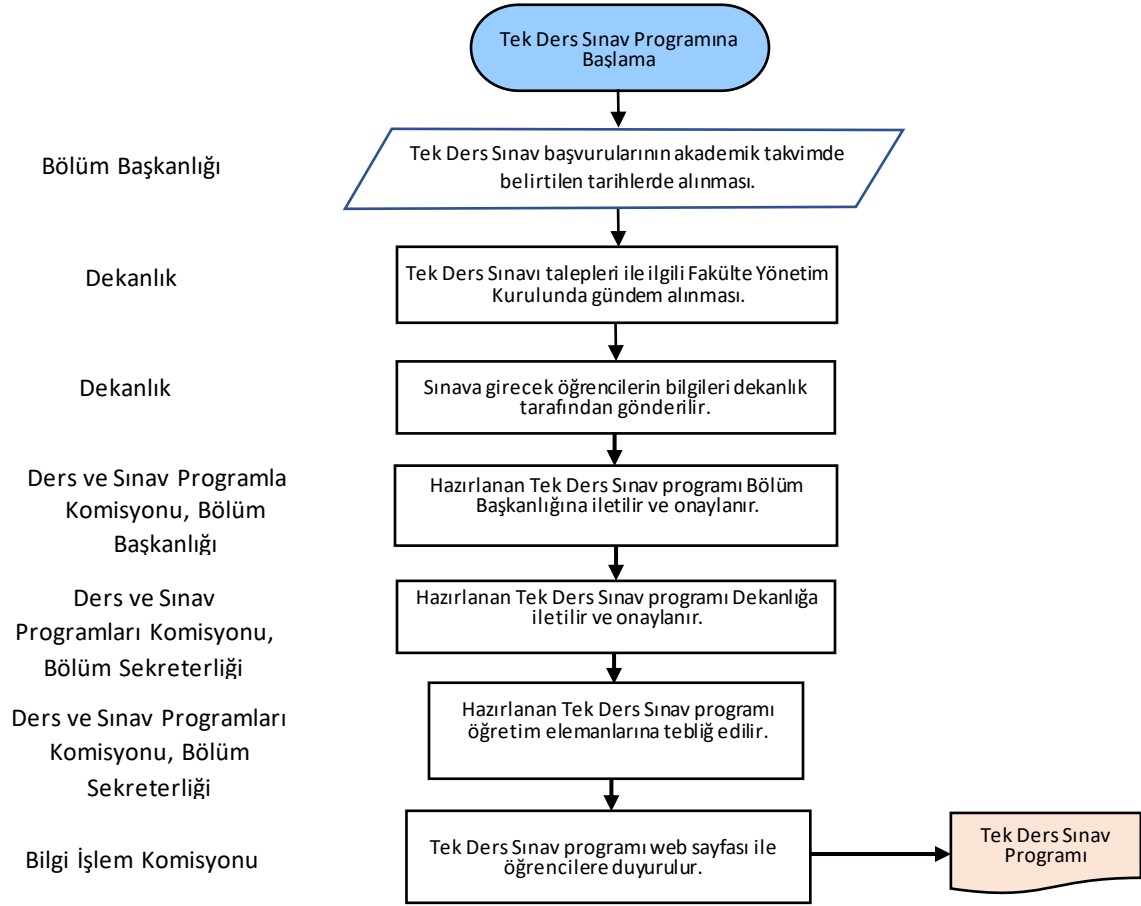 Tek Ders Sınav Programına
Başlama
Bölüm Başkanlığı
Tek Ders Sınav başvurularının akademik takvimde
belirtilen tarihlerde alınması.
Dekanlık
Tek Ders Sınavı talepleri ile ilgili Fakülte Yönetim
Kurulunda gündem alınması.
Dekanlık
Sınava girecek öğrencilerin bilgileri dekanlık
tarafından gönderilir.
Ders ve Sınav Programla
Komisyonu, Bölüm
Başkanlığı
Hazırlanan Tek Ders Sınav programı Bölüm
Başkanlığına iletilir ve onaylanır.
Ders ve Sınav
Programları Komisyonu,
Bölüm Sekreterliği
Hazırlanan Tek Ders Sınav programı Dekanlığa
iletilir ve onaylanır.
Ders ve Sınav Programları
Komisyonu, Bölüm
Sekreterliği
Hazırlanan Tek Ders Sınav programı
öğretim elemanlarına tebliğ edilir.
Bilgi İşlem Komisyonu
Tek Ders Sınav programı web sayfası ile
öğrencilere duyurulur.
Tek Ders Sınav
Programı